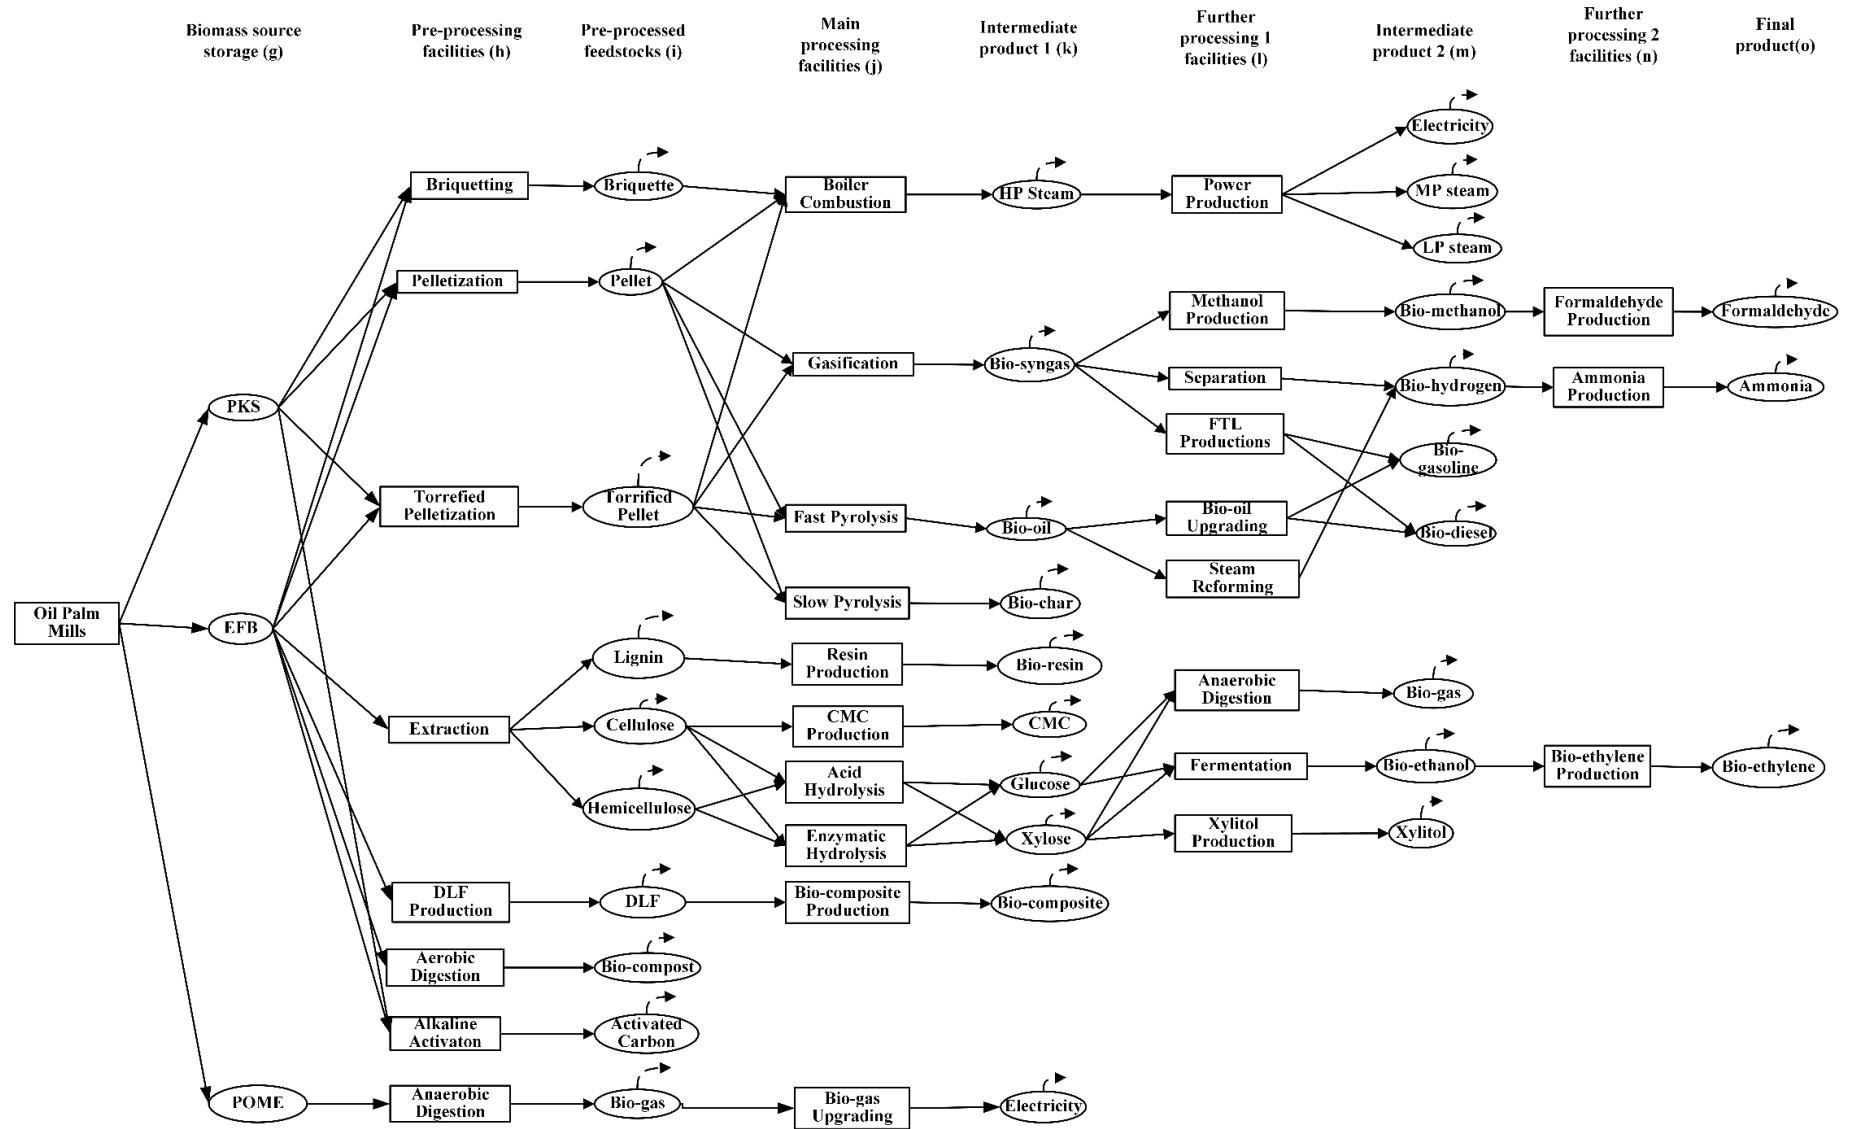 Biomass source
storage (g)
Pre-processing
facilities (h)
Pre-processed
feedstocks (i)
Main
processing
facilities (j)
Intermediate
product 1 (k)
Further
processing 1
facilities (l)
Intermediate
product 2 (m)
Further
processing 2
facilities (n)
Final
product(o)
Oil Palm
Mills
PKS
EFB
POME
Briquetting
Pelletization
Torrefied
Pelletization
Extraction
DLF
Production
Aerobic
Digestion
Alkaline
Activaton
Anaerobic
Digestion
Briquette
Pellet
Torrified
Pellet
Lignin
Cellulose
Hemicellulose
DLF
Bio-compost
Activated
Carbon
Bio-gas
Boiler
Combustion
Gasification
Fast Pyrolysis
Slow Pyrolysis
Resin
Production
CMC
Production
Acid
Hydrolysis
Enzymatic
Hydrolysis
Bio-composite
Production
Bio-gas
Upgrading
HP Steam
Bio-syngas
Bio-oil
Bio-char
Bio-resin
CMC
Glucose
Xylose
Bio-composite
Electricity
Power
Production
Methanol
Production
Separation
FTL
Productions
Bio-oil
Upgrading
Steam
Reforming
Anaerobic
Digestion
Fermentation
Xylitol
Production
Electricity
MP steam
LP steam
Bio-methanol
Bio-hydrogen
Bio-
gasoline
Bio-diesel
Bio-gas
Bio-ethanol
Xylitol
Formaldehyde
Production
Ammonia
Production
Bio-ethylene
Production
Formaldehyde
Ammonia
Bio-ethylene